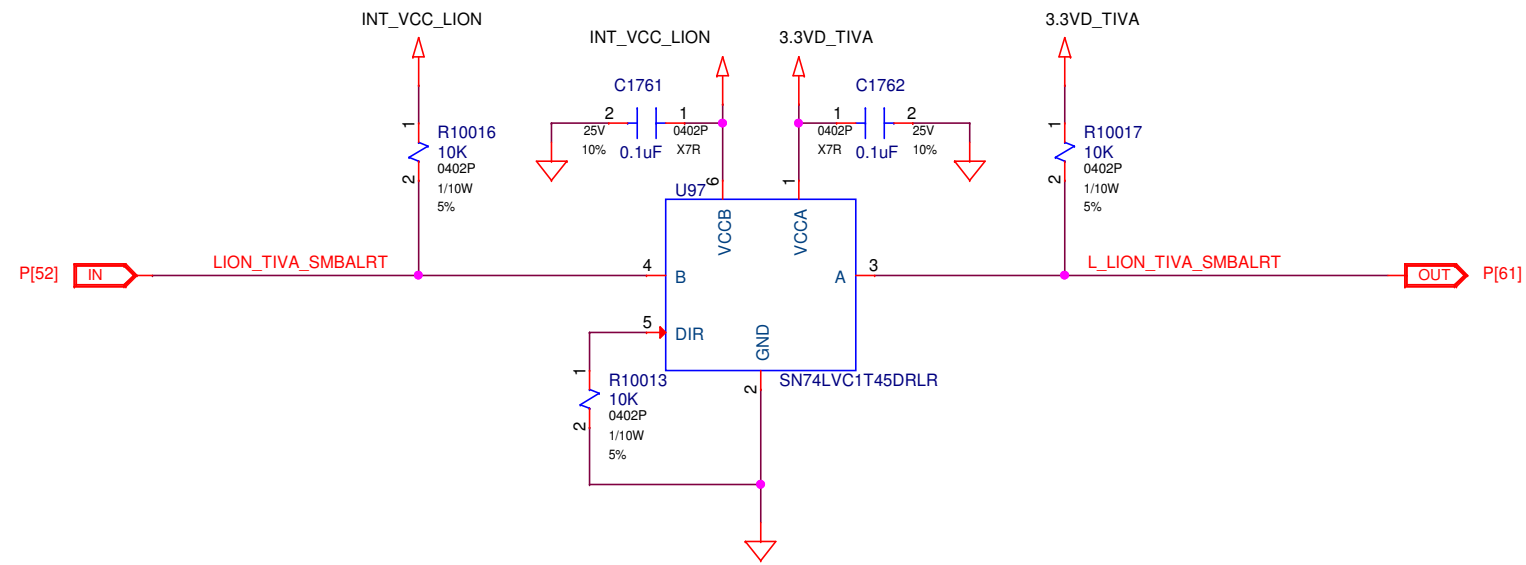 INT_VCC_LION
INT_VCC_LION
3.3VD_TIVA
3.3VD_TIVA
C1761
C1762
2
1
25V
0402P
10%
0.1uF
X7R
1
2
0402P
25V
X7R
0.1uF
10%
1
R10016
10K
0402P
2
1/10W
5%
1
R10017
10K
0402P
2
1/10W
5%
U97
6
1
VCCB
VCCA
P[52]
IN
LION_TIVA_SMBALRT
4
B
A
3
L_LION_TIVA_SMBALRT
OUT
P[61]
5
DIR
GND
2
SN74LVC1T45DRLR
1
R10013
10K
0402P
2
1/10W
5%